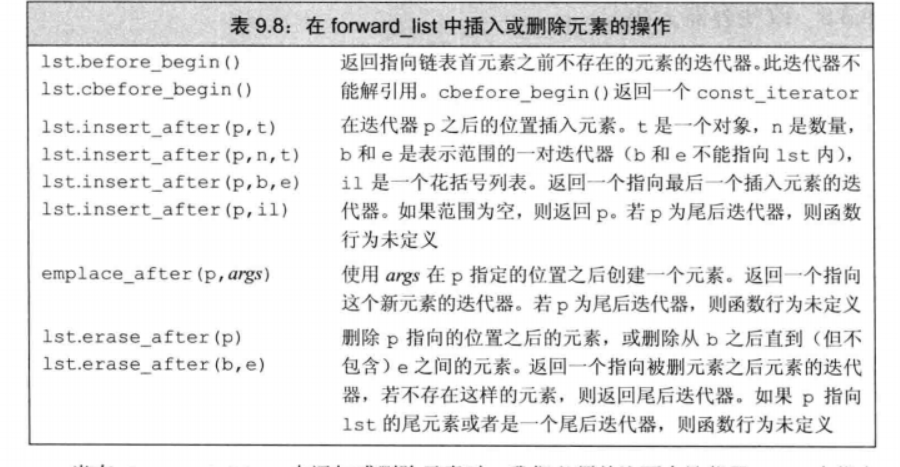 表 9.8：在 forward_list 中插入或删除元素的操作
lst.before_begin() 返回指向链表首元素之前不存在的元素的迭代器。此迭代器不
lst.cbefore_begin() 能解引用。cbefore_begin()返回一个 const_iterator
lst.insert_after(p,t) 在迭代器 p 之后的位置插入元素。t 是一个对象，n 是数量，
lst.insert_after(p,n,t) b 和 e 是表示范围的一对迭代器（b 和 e 不能指向 lst 内），
lst.insert_after(p,b,e) il 是一个花括号列表。返回一个指向最后一个插入元素的迭
lst.insert_after(p,il) 代器。如果范围为空，则返回 p。若 p 为尾后迭代器，则函数
行为未定义
emplace_after(p,args) 使用 args 在 p 指定的位置之后创建一个元素。返回一个指向
这个新元素的迭代器。若 p 为尾后迭代器，则函数行为未定义
lst.erase_after(p) 删除 p 指向的位置之后的元素，或删除从 b 之后直到（但不
lst.erase_after(b,e) 包含）e 之间的元素。返回一个指向被删元素之后元素的迭代
器，若不存在这样的元素，则返回尾后迭代器。如果 p 指向
lst 的尾元素或者是一个尾后迭代器，则函数行为未定义